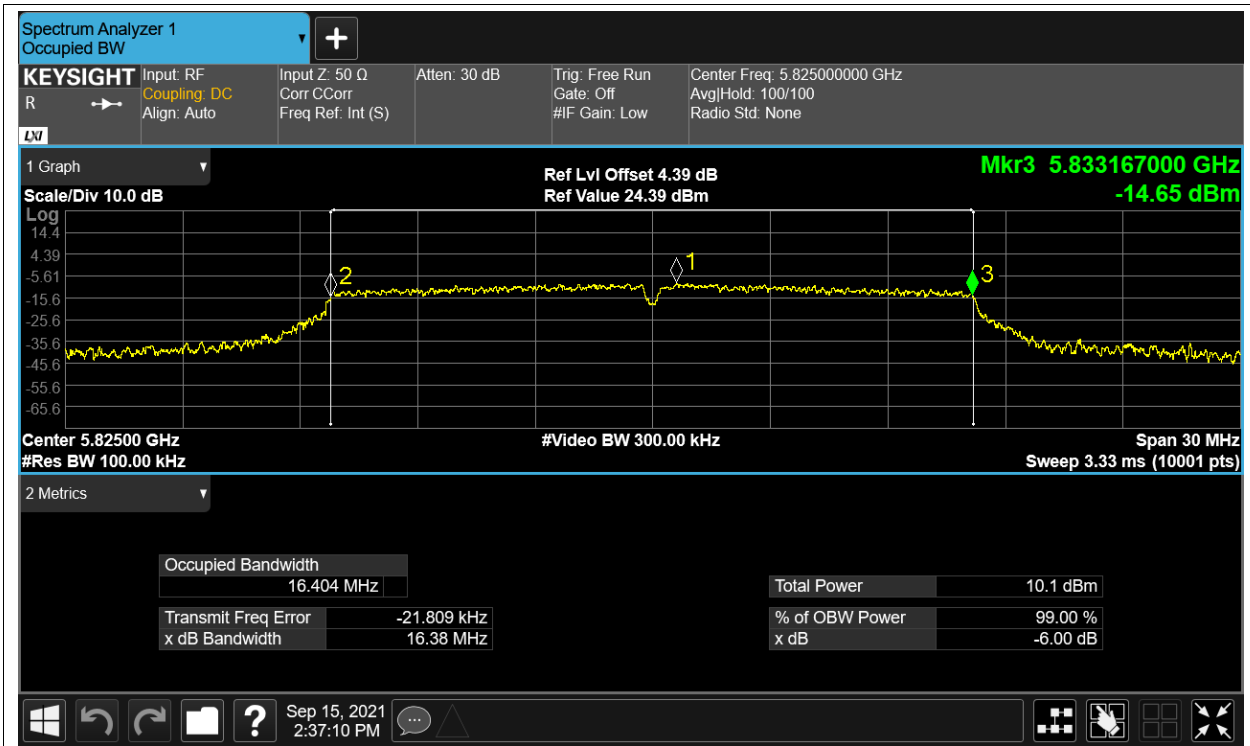 Spectrum Analyzer 1
Occupied BW
KEYSIGHT
R
LXI
Input: RF
Coupling: DC
Align: Auto
Input Z: 50 Ω
Corr CCorr
Freq Ref: Int (S)
Atten: 30 dB
Trig: Free Run
Gate: Off
#IF Gain: Low
Center Freq: 5.825000000 GHz
Avg|Hold: 100/100
Radio Std: None
1 Graph
Scale/Div 10.0 dB
Ref Lvl Offset 4.39 dB
Ref Value 24.39 dBm
Mkr3 5.833167000 GHz
-14.65 dBm
Log
14.4
4.39
-5.61
-15.6
-25.6
-35.6
-45.6
-55.6
-65.6
2
1
3
Center 5.82500 GHz
#Res BW 100.00 kHz
#Video BW 300.00 kHz
Span 30 MHz
Sweep 3.33 ms (10001 pts)
2 Metrics
Occupied Bandwidth
16.404 MHz
Transmit Freq Error -21.809 kHz
x dB Bandwidth 16.38 MHz
Total Power 10.1 dBm
% of OBW Power 99.00 %
x dB -6.00 dB
?
Sep 15, 2021
2:37:10 PM